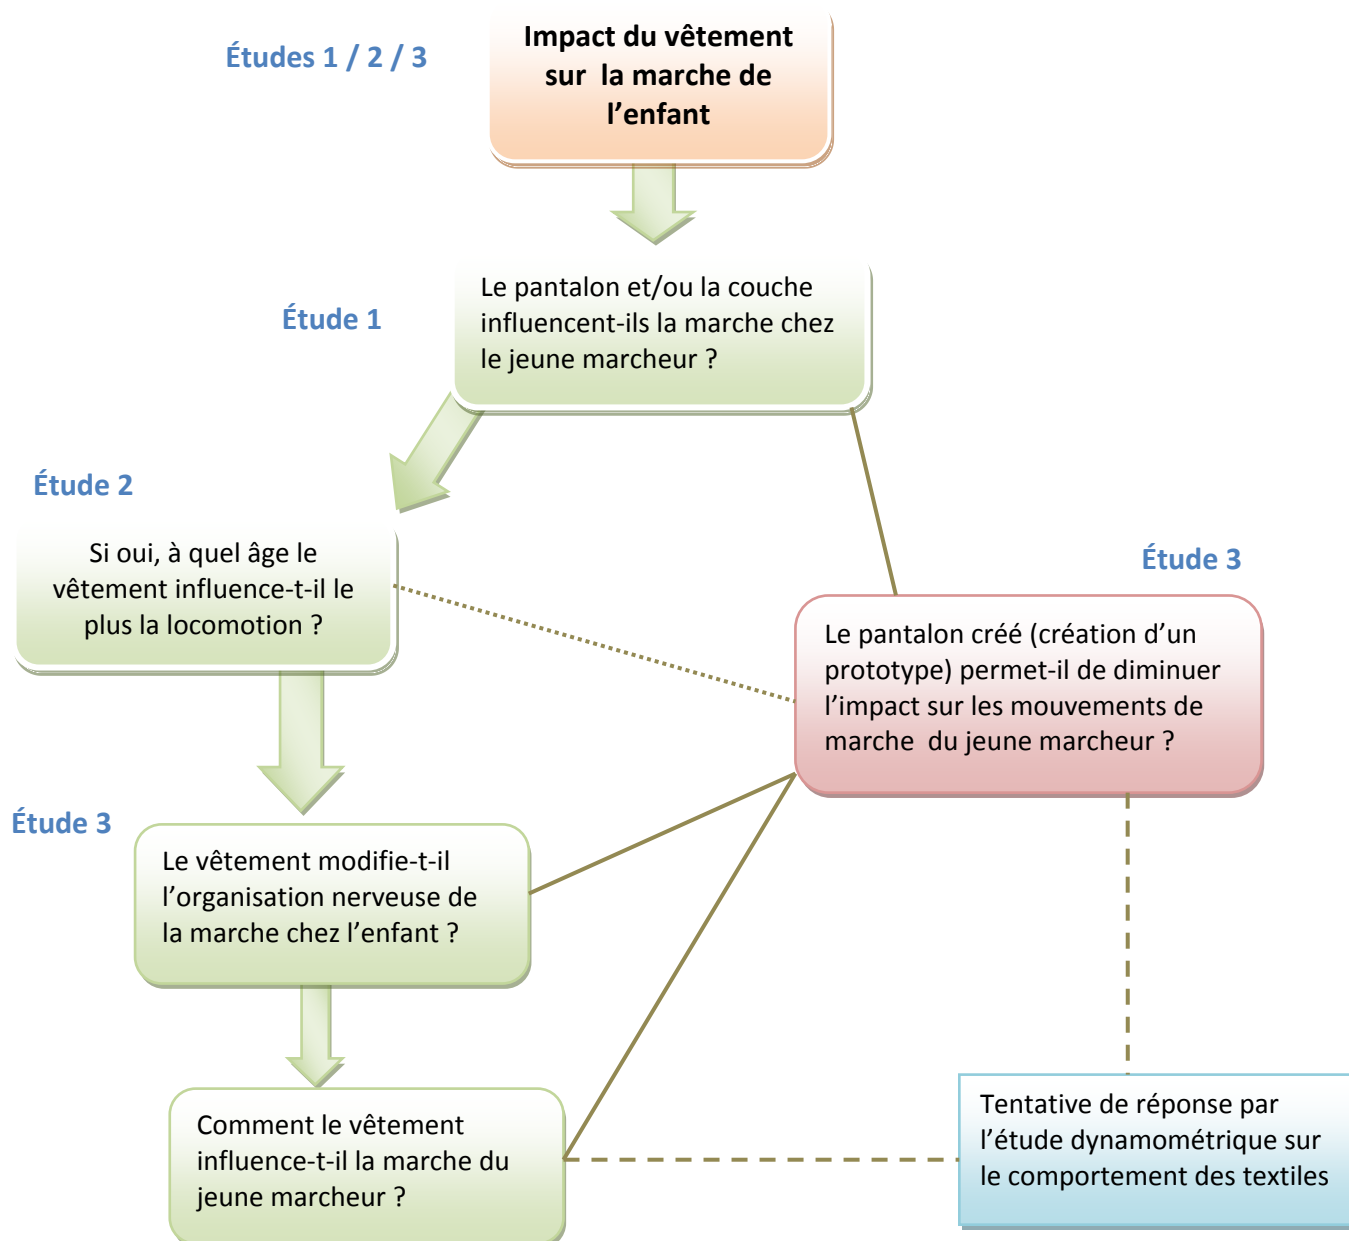 Études 1 / 2 / 3
Impact du vêtement
sur la marche de
l’enfant
Étude 1
Le pantalon et/ou la couche
influencent-ils la marche chez
le jeune marcheur ?
Étude 2
Si oui, à quel âge le
vêtement influence-t-il le
plus la locomotion ?
Étude 3
Le pantalon créé (création d’un
prototype) permet-il de diminuer
l’impact sur les mouvements de
marche du jeune marcheur ?
Étude 3
Le vêtement modifie-t-il
l’organisation nerveuse de
la marche chez l’enfant ?
Comment le vêtement
influence-t-il la marche du
jeune marcheur ?
Tentative de réponse par
l’étude dynamométrique sur
le comportement des textiles